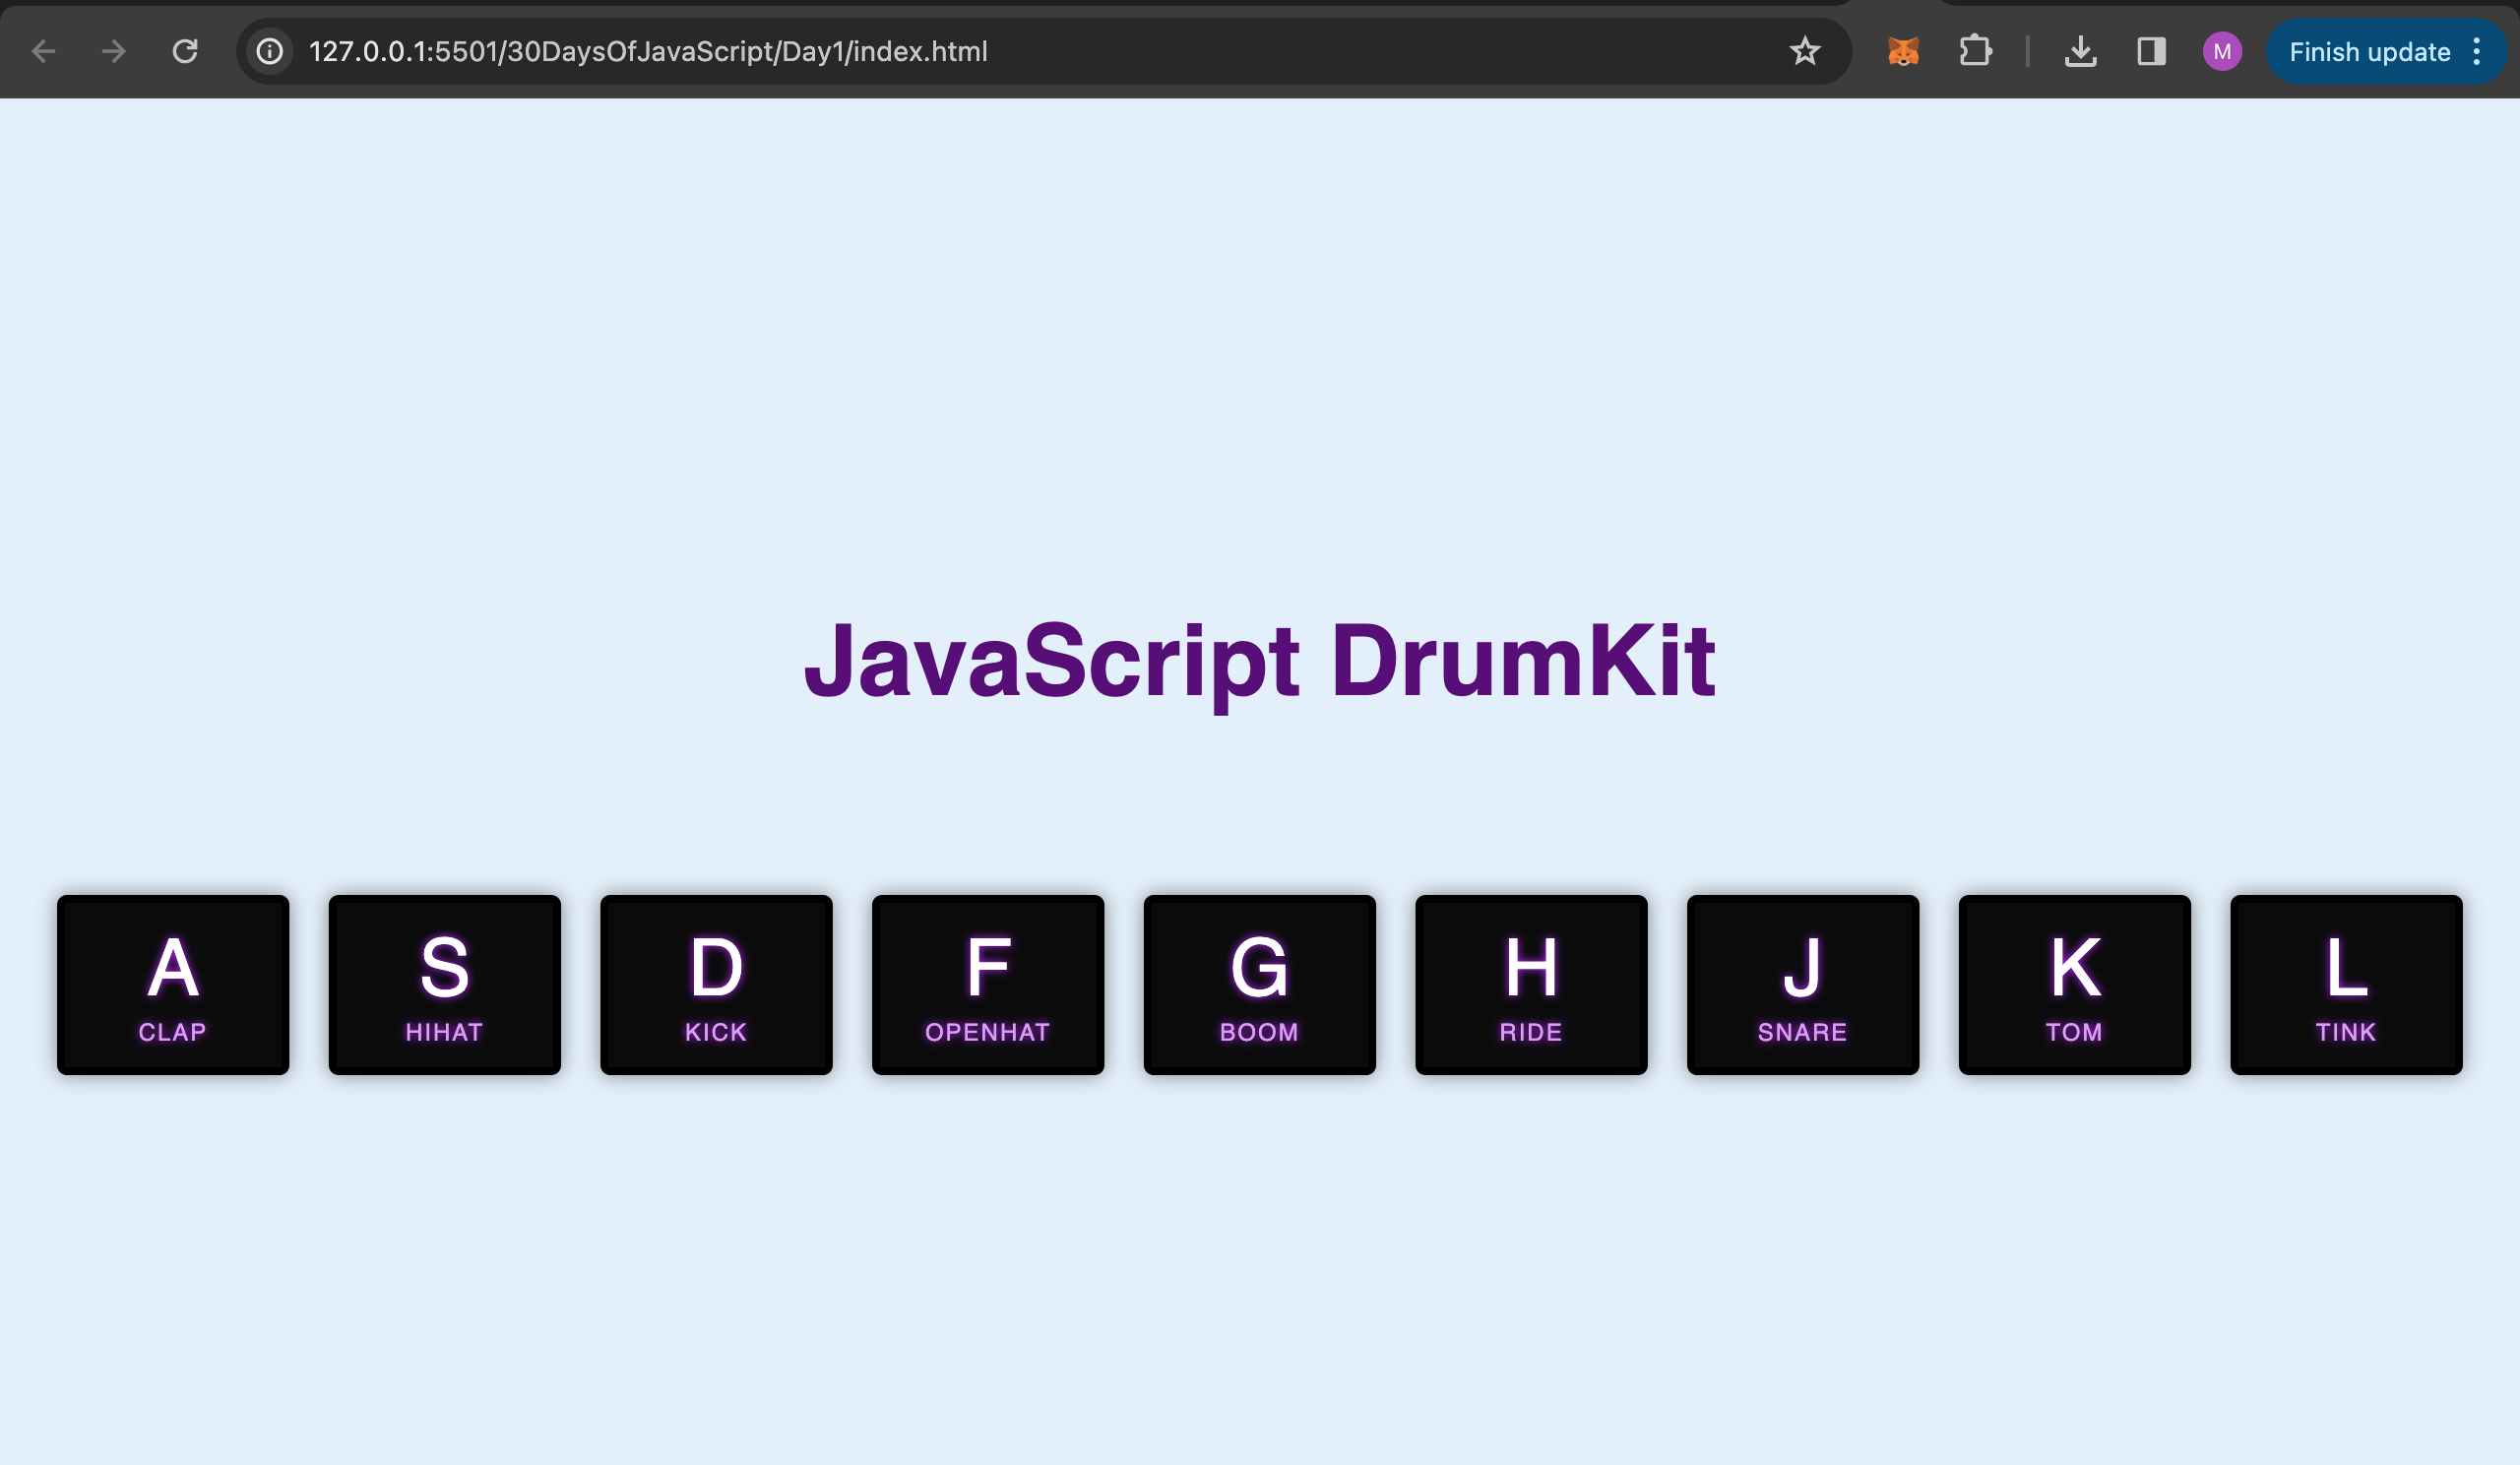 127.0.0.1:5501/30DaysOfJavaScript/Day1/index.html M Finish update
JavaScript DrumKit
A S D F G H J K L
CLAP HIHAT KICK OPENHAT BOOM RIDE SNARE TOM TINK